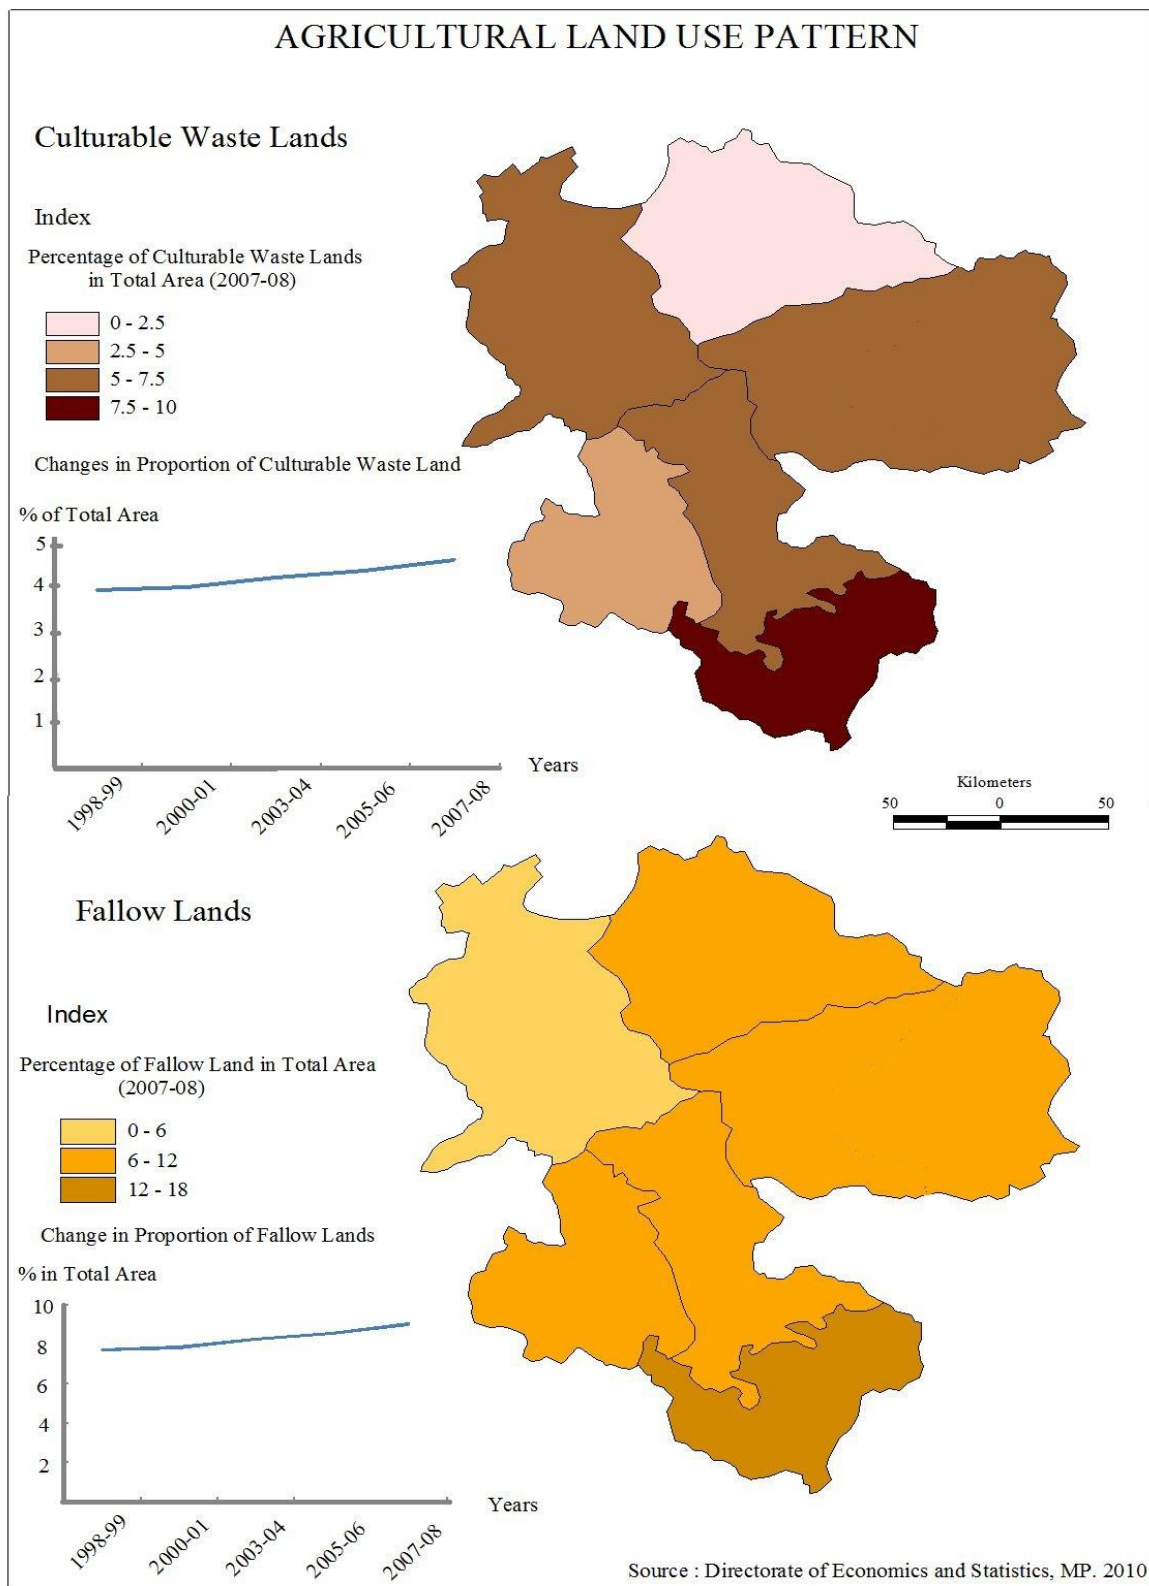 AGRICULTURAL LAND USE PATTERN
Culturable Waste Lands
Index
Percentage of Culturable Waste Lands
in Total Area (2007-08)
0 - 2.5
2.5 - 5
5 - 7.5
7.5 - 10
Changes in Proportion of Culturable Waste Land
% of Total Area
5
4
3
2
1
Years
1998-99
2000-01
2003-04
2005-06
2007-08
Kilometers
50 0 50
Fallow Lands
Index
Percentage of Fallow Land in Total Area
(2007-08)
0 - 6
6 - 12
12 - 18
Change in Proportion of Fallow Lands
% in Total Area
10
8
6
4
2
Years
1998-99
2000-01
2003-04
2005-06
2007-08
Source : Directorate of Economics and Statistics, MP. 2010